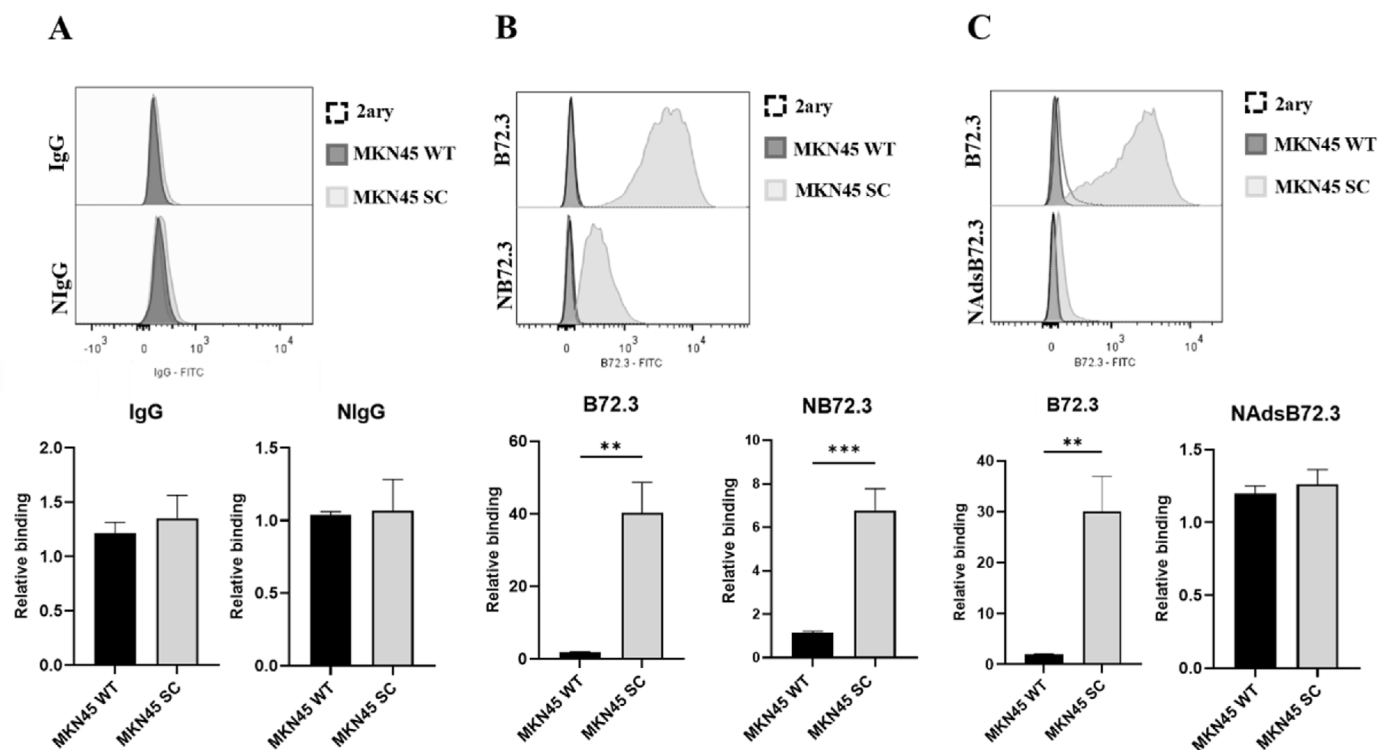 A
IgG
NIgG
2ary
MKN45 WT
MKN45 SC
-10³ 0 10³ 10⁴
IgG - FITC
B
B72.3
NB72.3
2ary
MKN45 WT
MKN45 SC
0 10³ 10⁴
B72.3 - FITC
C
B72.3
NAdsB72.3
2ary
MKN45 WT
MKN45 SC
0 10³ 10⁴
B72.3 - FITC
IgG
Relative binding
2.0
1.5
1.0
0.5
0.0
MKN45 WT
MKN45 SC
NIgG
Relative binding
1.5
1.0
0.5
0.0
MKN45 WT
MKN45 SC
B72.3
Relative binding
60
40
20
0
**
MKN45 WT
MKN45 SC
NB72.3
Relative binding
10
8
6
4
2
0
***
MKN45 WT
MKN45 SC
B72.3
Relative binding
40
30
20
10
0
**
MKN45 WT
MKN45 SC
NAdsB72.3
Relative binding
1.5
1.0
0.5
0.0
MKN45 WT
MKN45 SC